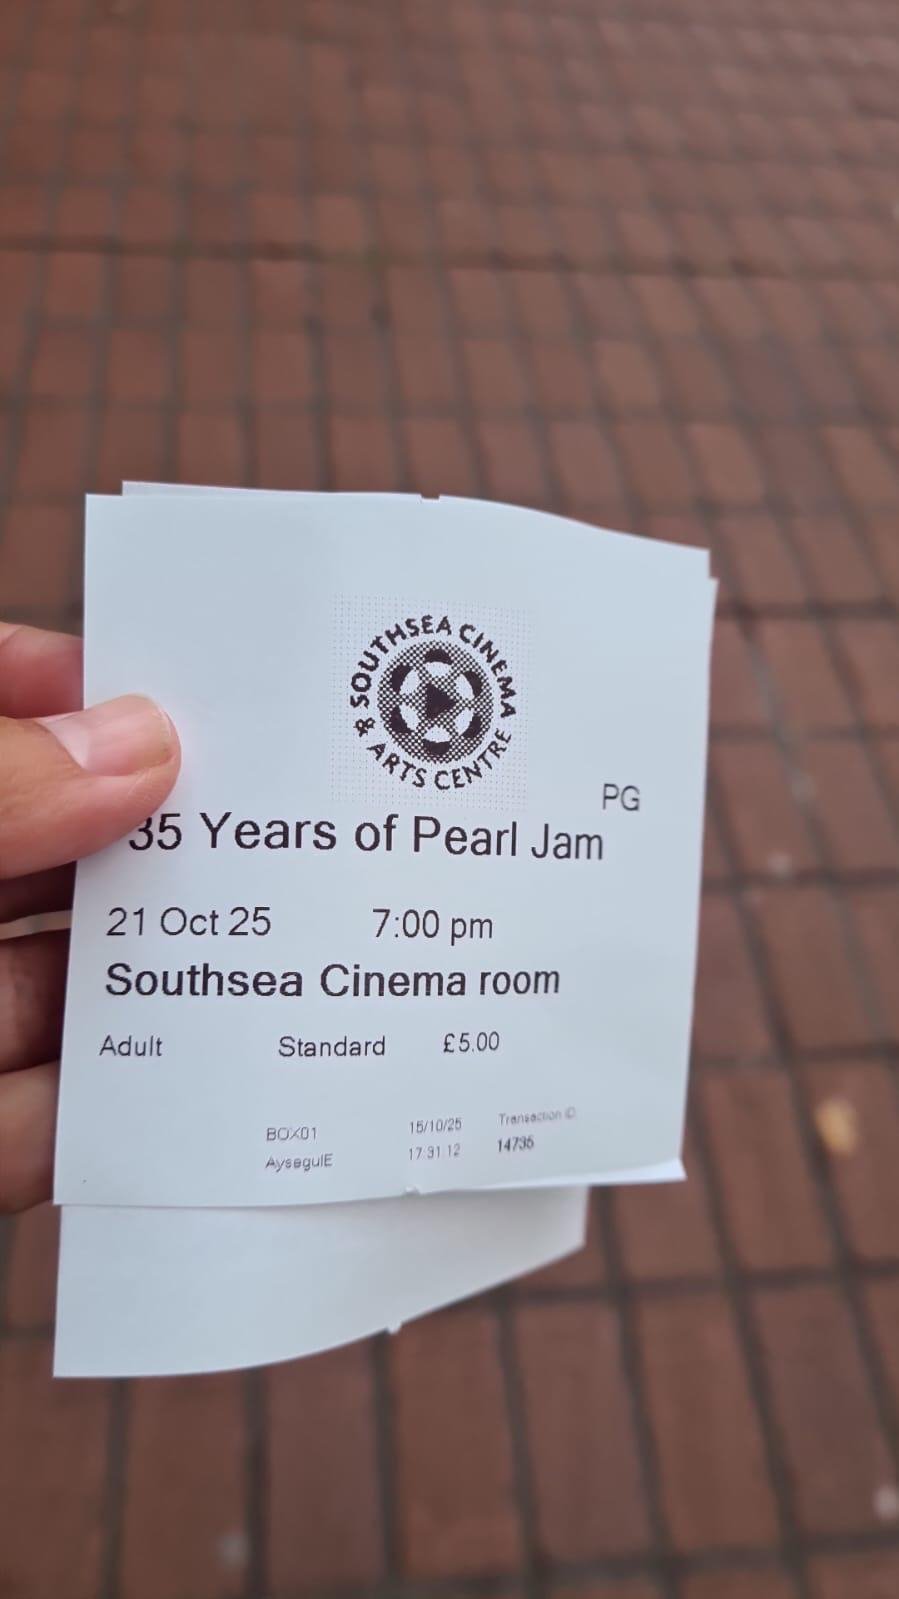 SOUTHSEA CINEMA & ARTS CENTRE
PG
35 Years of Pearl Jam
21 Oct 25 7:00 pm
Southsea Cinema room
Adult Standard £5.00
BOX01 15/10/25 Transaction ID
AysegulE 17:31:12 14735